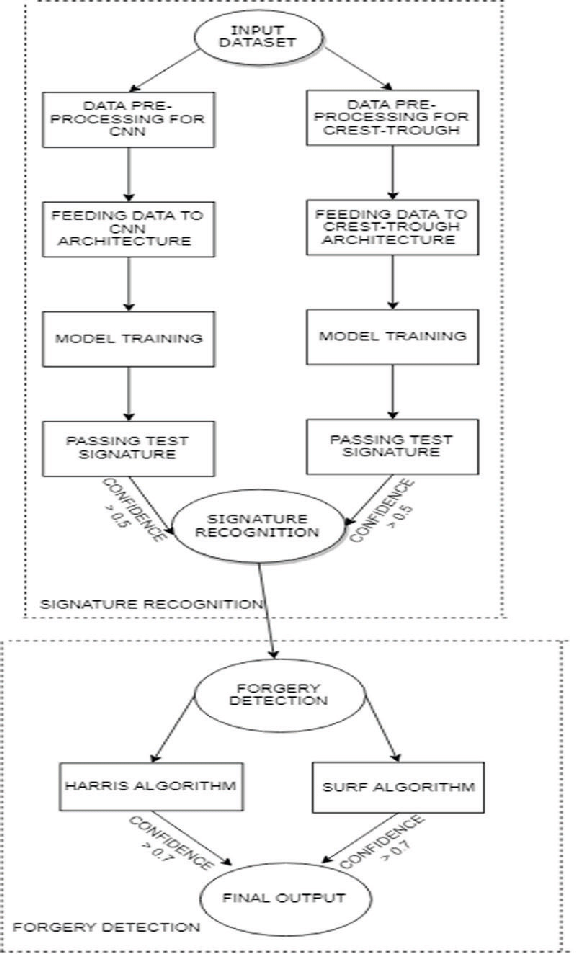 INPUT
DATASET
DATA PRE-
PROCESSING FOR
CNN
DATA PRE-
PROCESSING FOR
CREST-TROUGH
FEEDING DATA TO
CNN
ARCHITECTURE
FEEDING DATA TO
CREST-TROUGH
ARCHITECTURE
MODEL TRAINING
MODEL TRAINING
PASSING TEST
SIGNATURE
PASSING TEST
SIGNATURE
CONFIDENCE
> 0.5
SIGNATURE
RECOGNITION
CONFIDENCE
> 0.5
SIGNATURE RECOGNITION
FORGERY
DETECTION
HARRIS ALGORITHM
SURF ALGORITHM
CONFIDENCE
> 0.7
CONFIDENCE
> 0.7
FINAL OUTPUT
FORGERY DETECTION